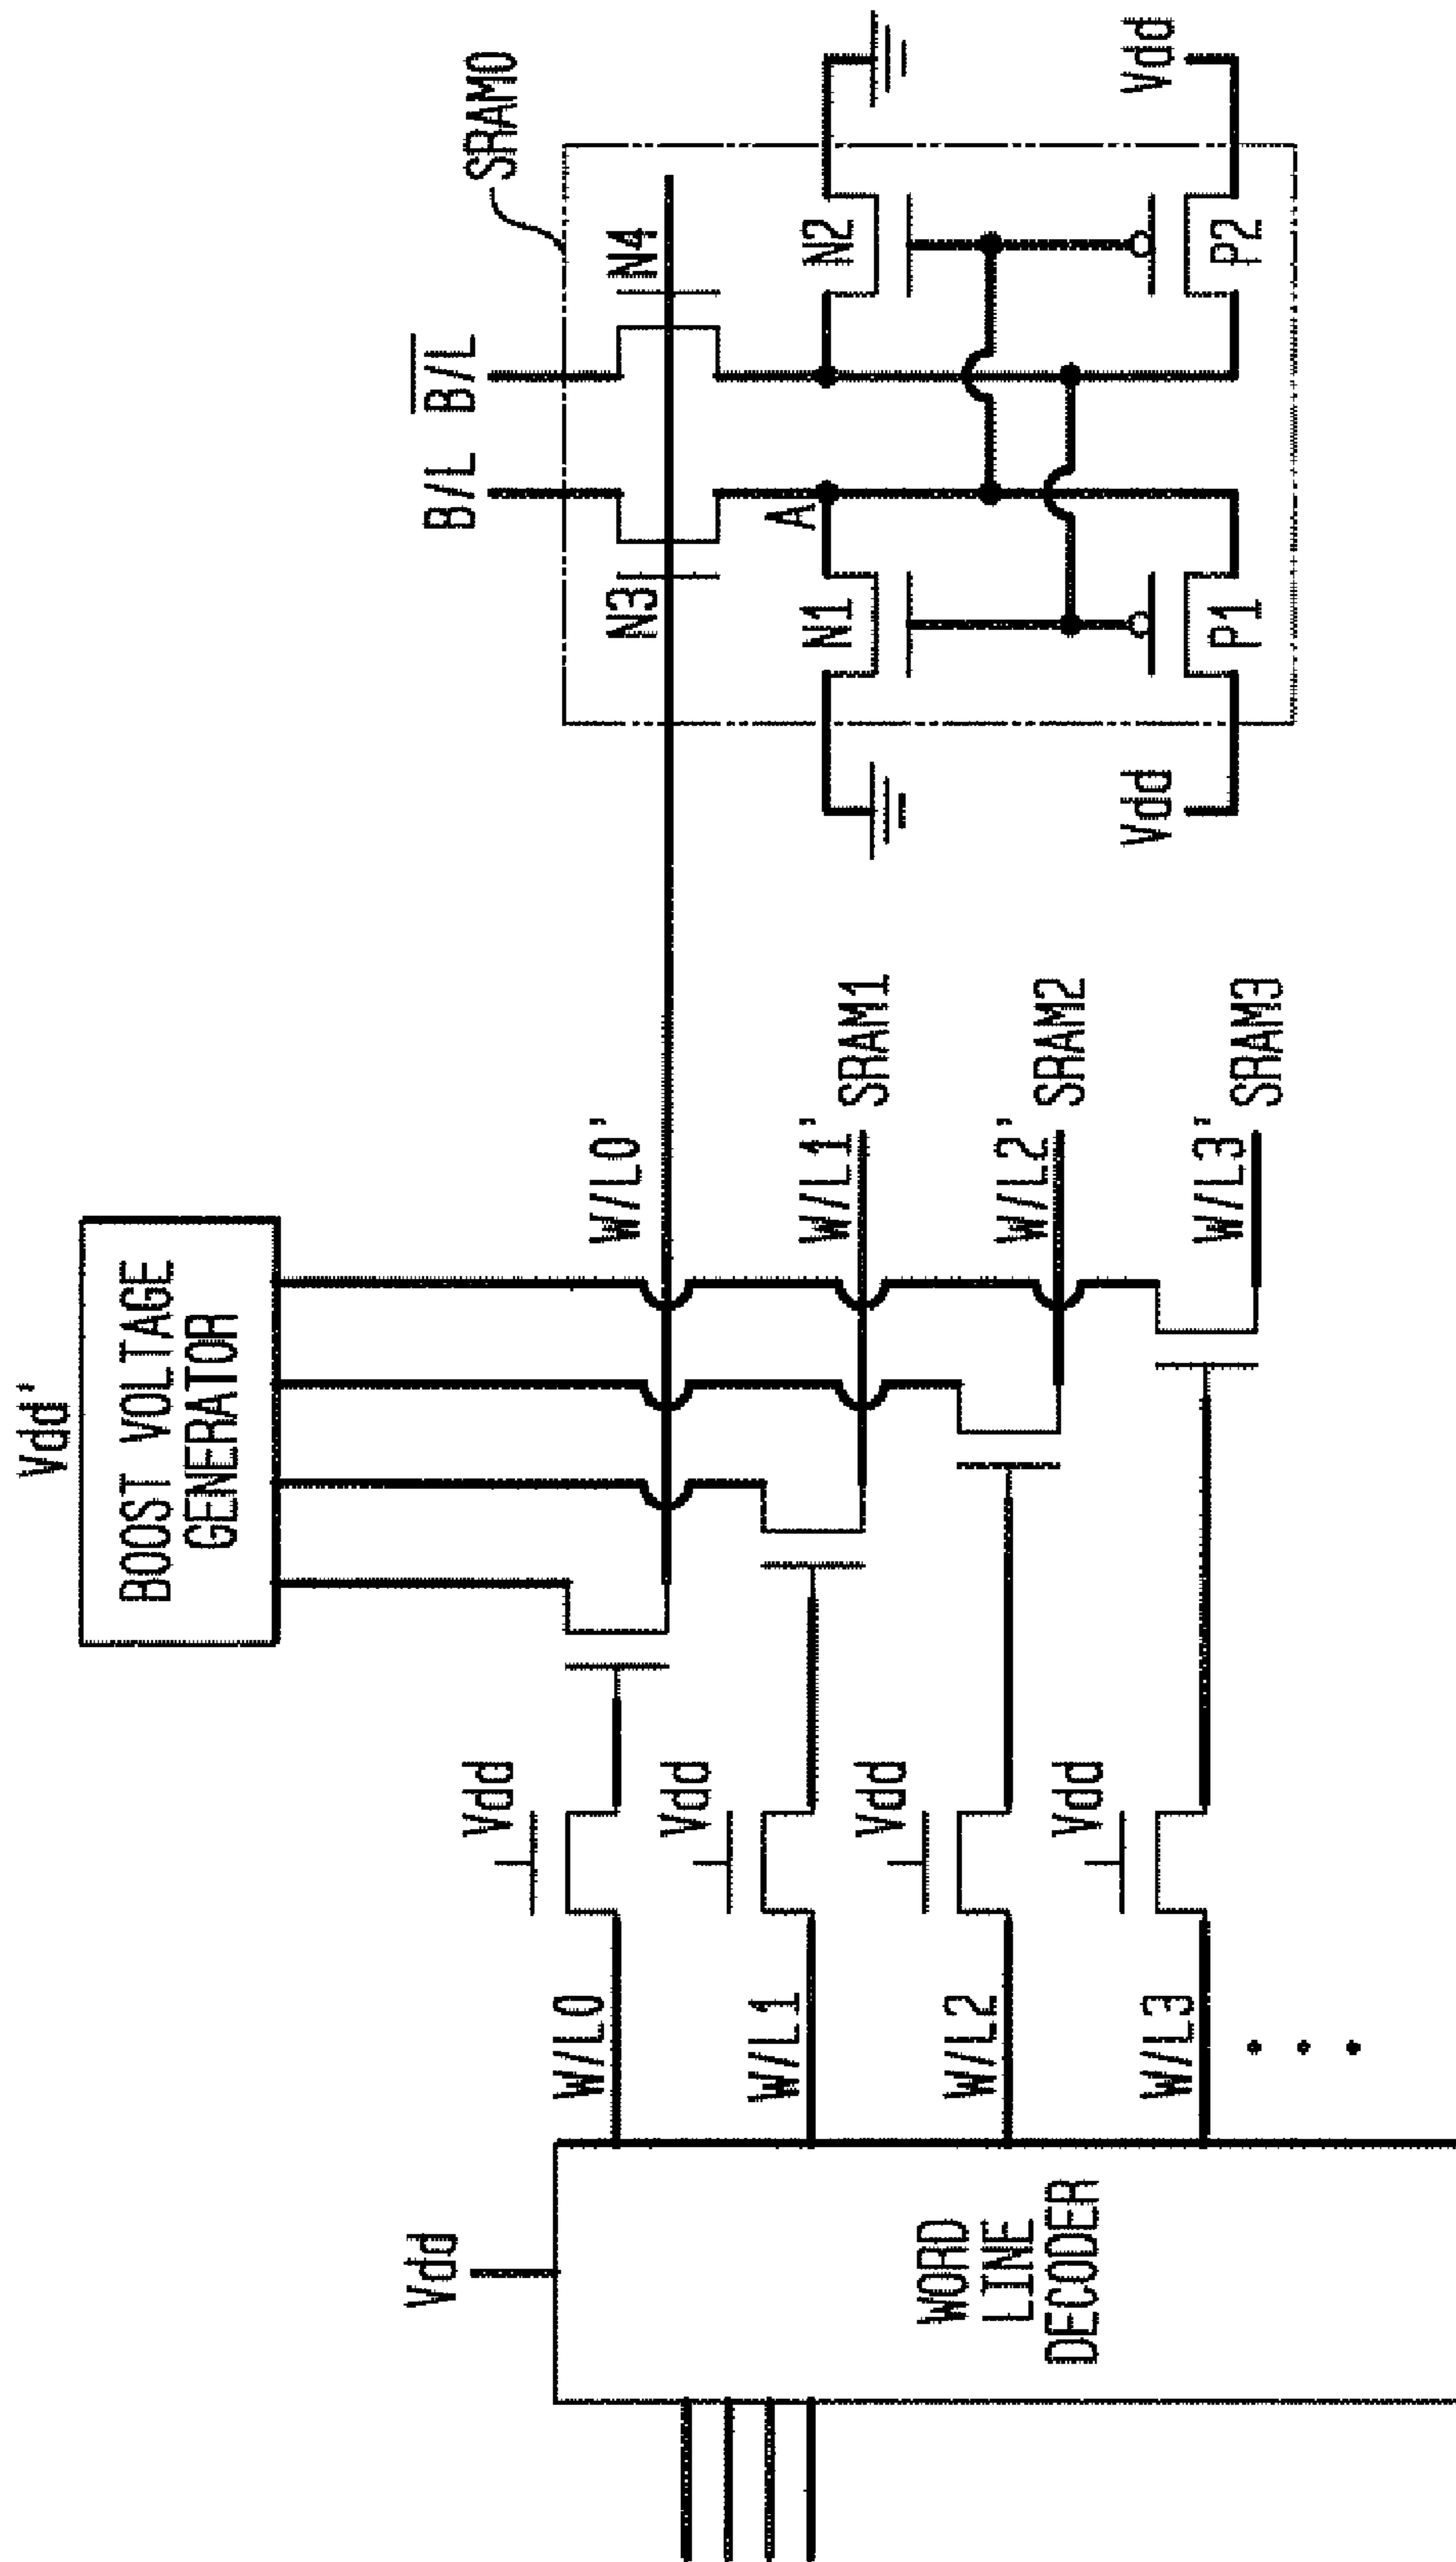 Vdd'
BOOST VOLTAGE
GENERATOR
SRAM0
B/L
B/L
N3
N4
A
N1
N2
P1
P2
Vdd
Vdd
Vdd
W/L0
Vdd
W/L0'
W/L1
Vdd
W/L1'
SRAM1
W/L2
Vdd
W/L2'
SRAM2
W/L3
Vdd
W/L3'
SRAM3
WORD
LINE
DECODER